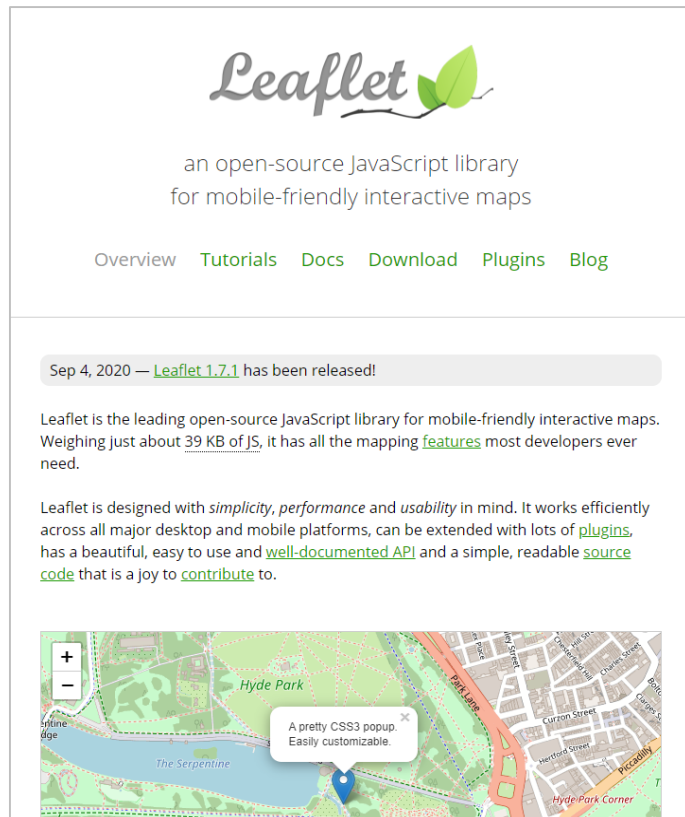 Leaflet
an open-source JavaScript library
for mobile-friendly interactive maps
Overview Tutorials Docs Download Plugins Blog
Sep 4, 2020 — Leaflet 1.7.1 has been released!
Leaflet is the leading open-source JavaScript library for mobile-friendly interactive maps.
Weighing just about 39 KB of JS, it has all the mapping features most developers ever
need.
Leaflet is designed with simplicity, performance and usability in mind. It works efficiently
across all major desktop and mobile platforms, can be extended with lots of plugins,
has a beautiful, easy to use and well-documented API and a simple, readable source
code that is a joy to contribute to.
+
−
Hyde Park
Park Lane
Chesterfield Hill
Charles Street
Curzon Street
A pretty CSS3 popup.
Easily customizable.
×
Hertford Street
Piccadilly
The Serpentine
Hyde Park Corner